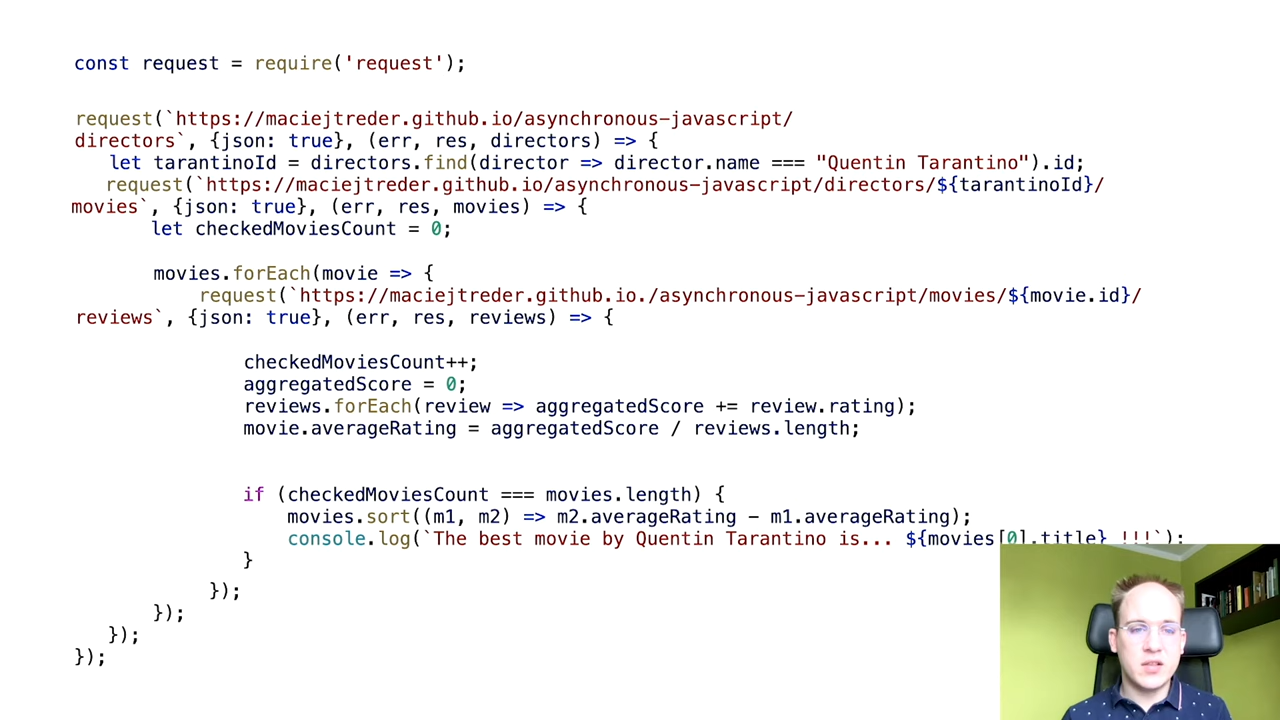 const request = require('request');
request(`https://maciejtreder.github.io/asynchronous-javascript/
directors`, {json: true}, (err, res, directors) => {
let tarantinoId = directors.find(director => director.name === "Quentin Tarantino").id;
request(`https://maciejtreder.github.io/asynchronous-javascript/directors/${tarantinoId}/
movies`, {json: true}, (err, res, movies) => {
let checkedMoviesCount = 0;
movies.forEach(movie => {
request(`https://maciejtreder.github.io./asynchronous-javascript/movies/${movie.id}/
reviews`, {json: true}, (err, res, reviews) => {
checkedMoviesCount++;
aggregatedScore = 0;
reviews.forEach(review => aggregatedScore += review.rating);
movie.averageRating = aggregatedScore / reviews.length;
if (checkedMoviesCount === movies.length) {
movies.sort((m1, m2) => m2.averageRating - m1.averageRating);
console.log(`The best movie by Quentin Tarantino is... ${movies[0].title} !!!`);
}
});
});
});
});